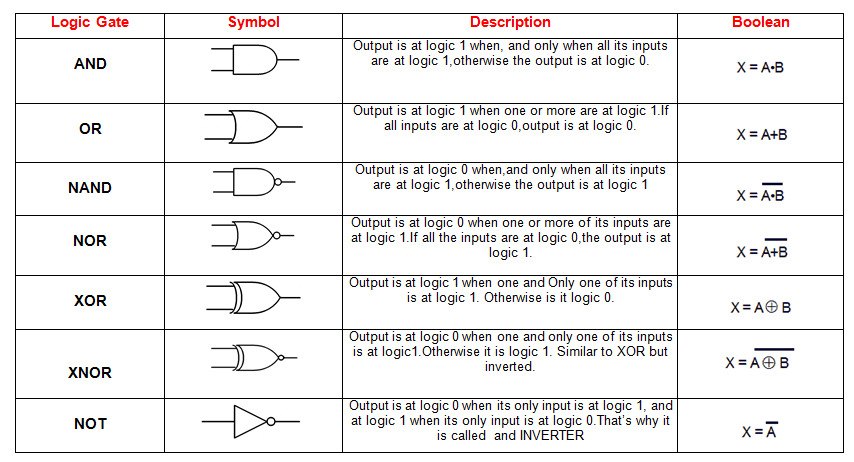 Logic Gate Symbol Description Boolean
AND
Output is at logic 1 when, and only when all its inputs
are at logic 1,otherwise the output is at logic 0.
X = A•B
OR
Output is at logic 1 when one or more are at logic 1.If
all inputs are at logic 0,output is at logic 0.
X = A+B
NAND
Output is at logic 0 when,and only when all its inputs
are at logic 1,otherwise the output is at logic 1
X = A̅•̅B̅
NOR
Output is at logic 0 when one or more of its inputs are
at logic 1.If all the inputs are at logic 0,the output is at
logic 1.
X = A̅+̅B̅
XOR
Output is at logic 1 when one and Only one of its inputs
is at logic 1. Otherwise is it logic 0.
X = A⊕ B
XNOR
Output is at logic 0 when one and only one of its inputs
is at logic1.Otherwise it is logic 1. Similar to XOR but
inverted.
X = A̅⊕̅ ̅B̅
NOT
Output is at logic 0 when its only input is at logic 1, and
at logic 1 when its only input is at logic 0.That's why it
is called and INVERTER
X = A̅